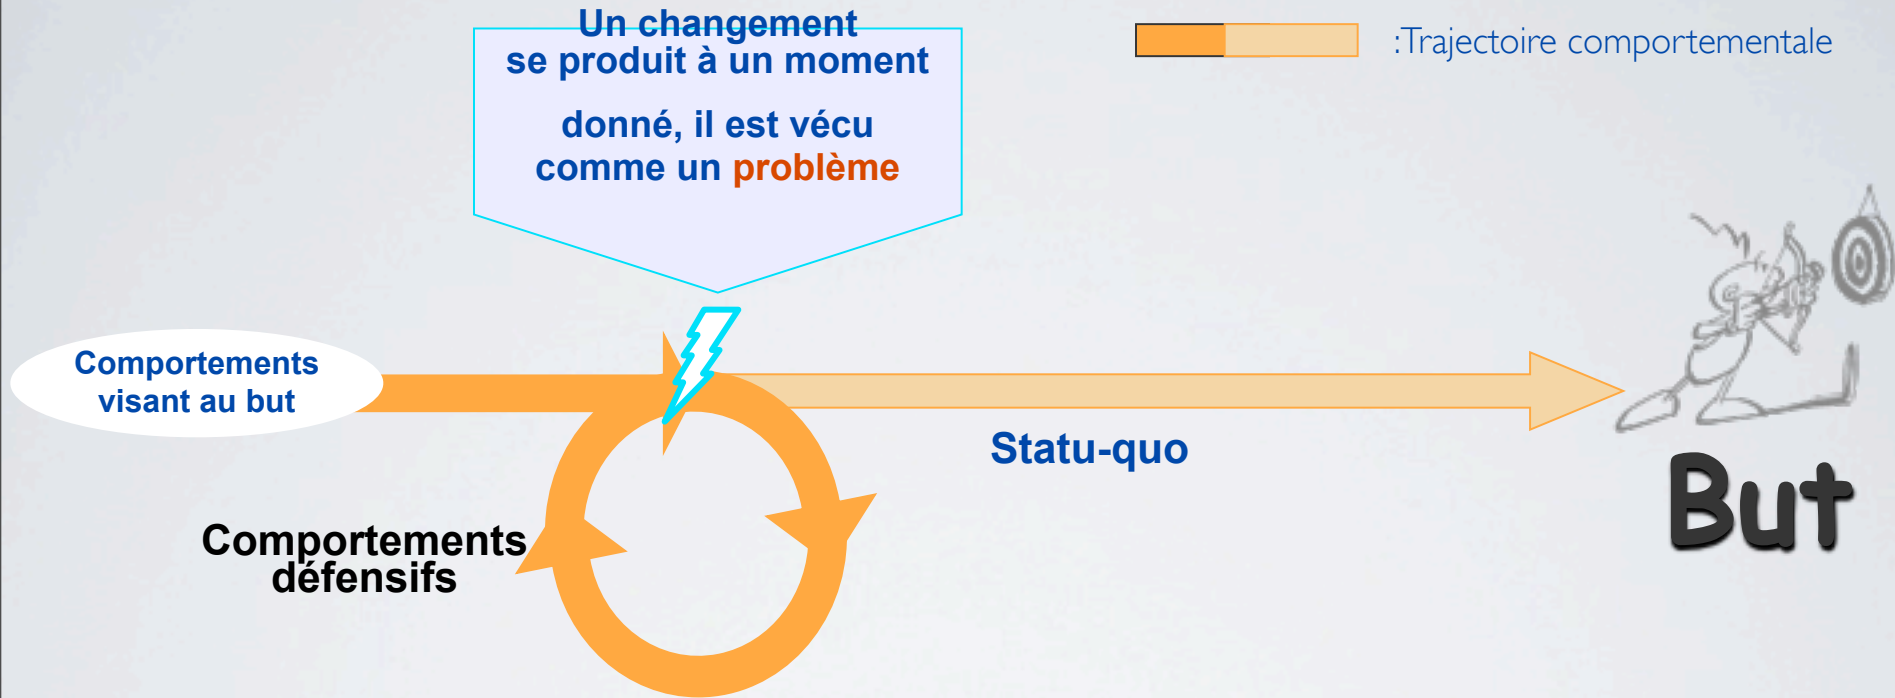 Un changement
se produit à un moment
donné, il est vécu
comme un problème
:Trajectoire comportementale
Comportements
visant au but
Statu-quo
But
Comportements
défensifs